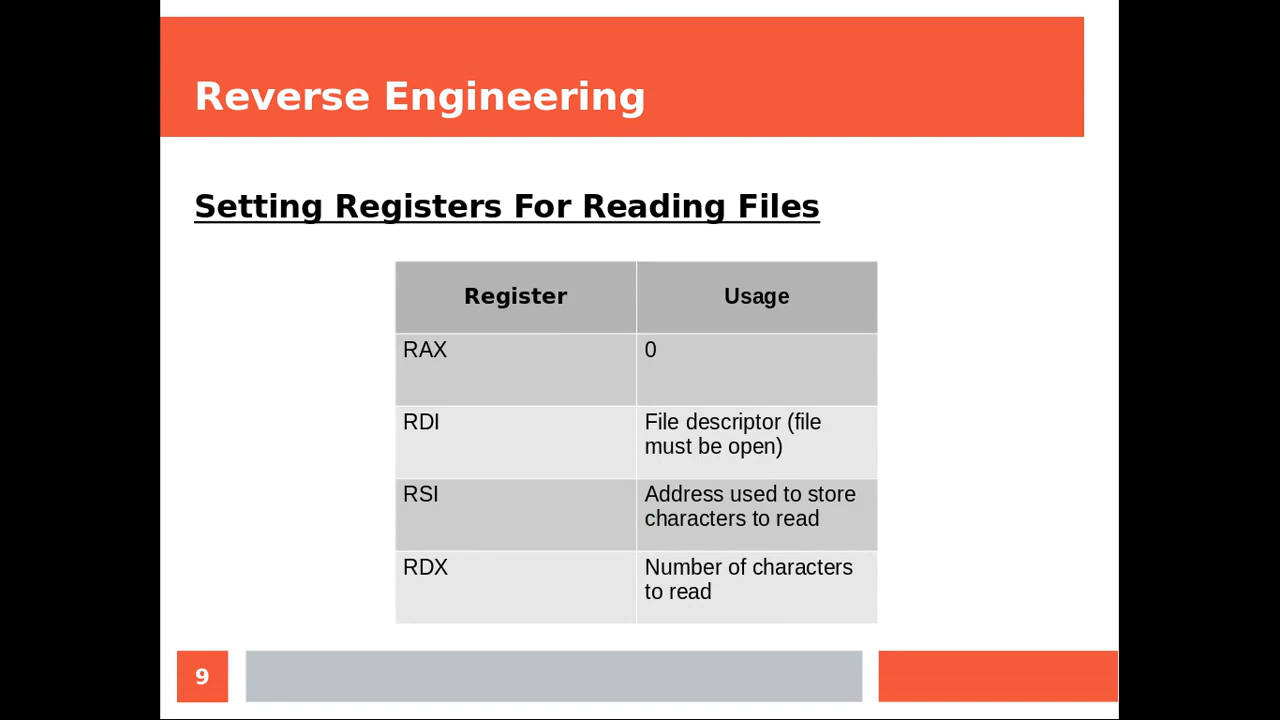 Reverse Engineering
Setting Registers For Reading Files
Register Usage
RAX 0
RDI File descriptor (file
must be open)
RSI Address used to store
characters to read
RDX Number of characters
to read
9